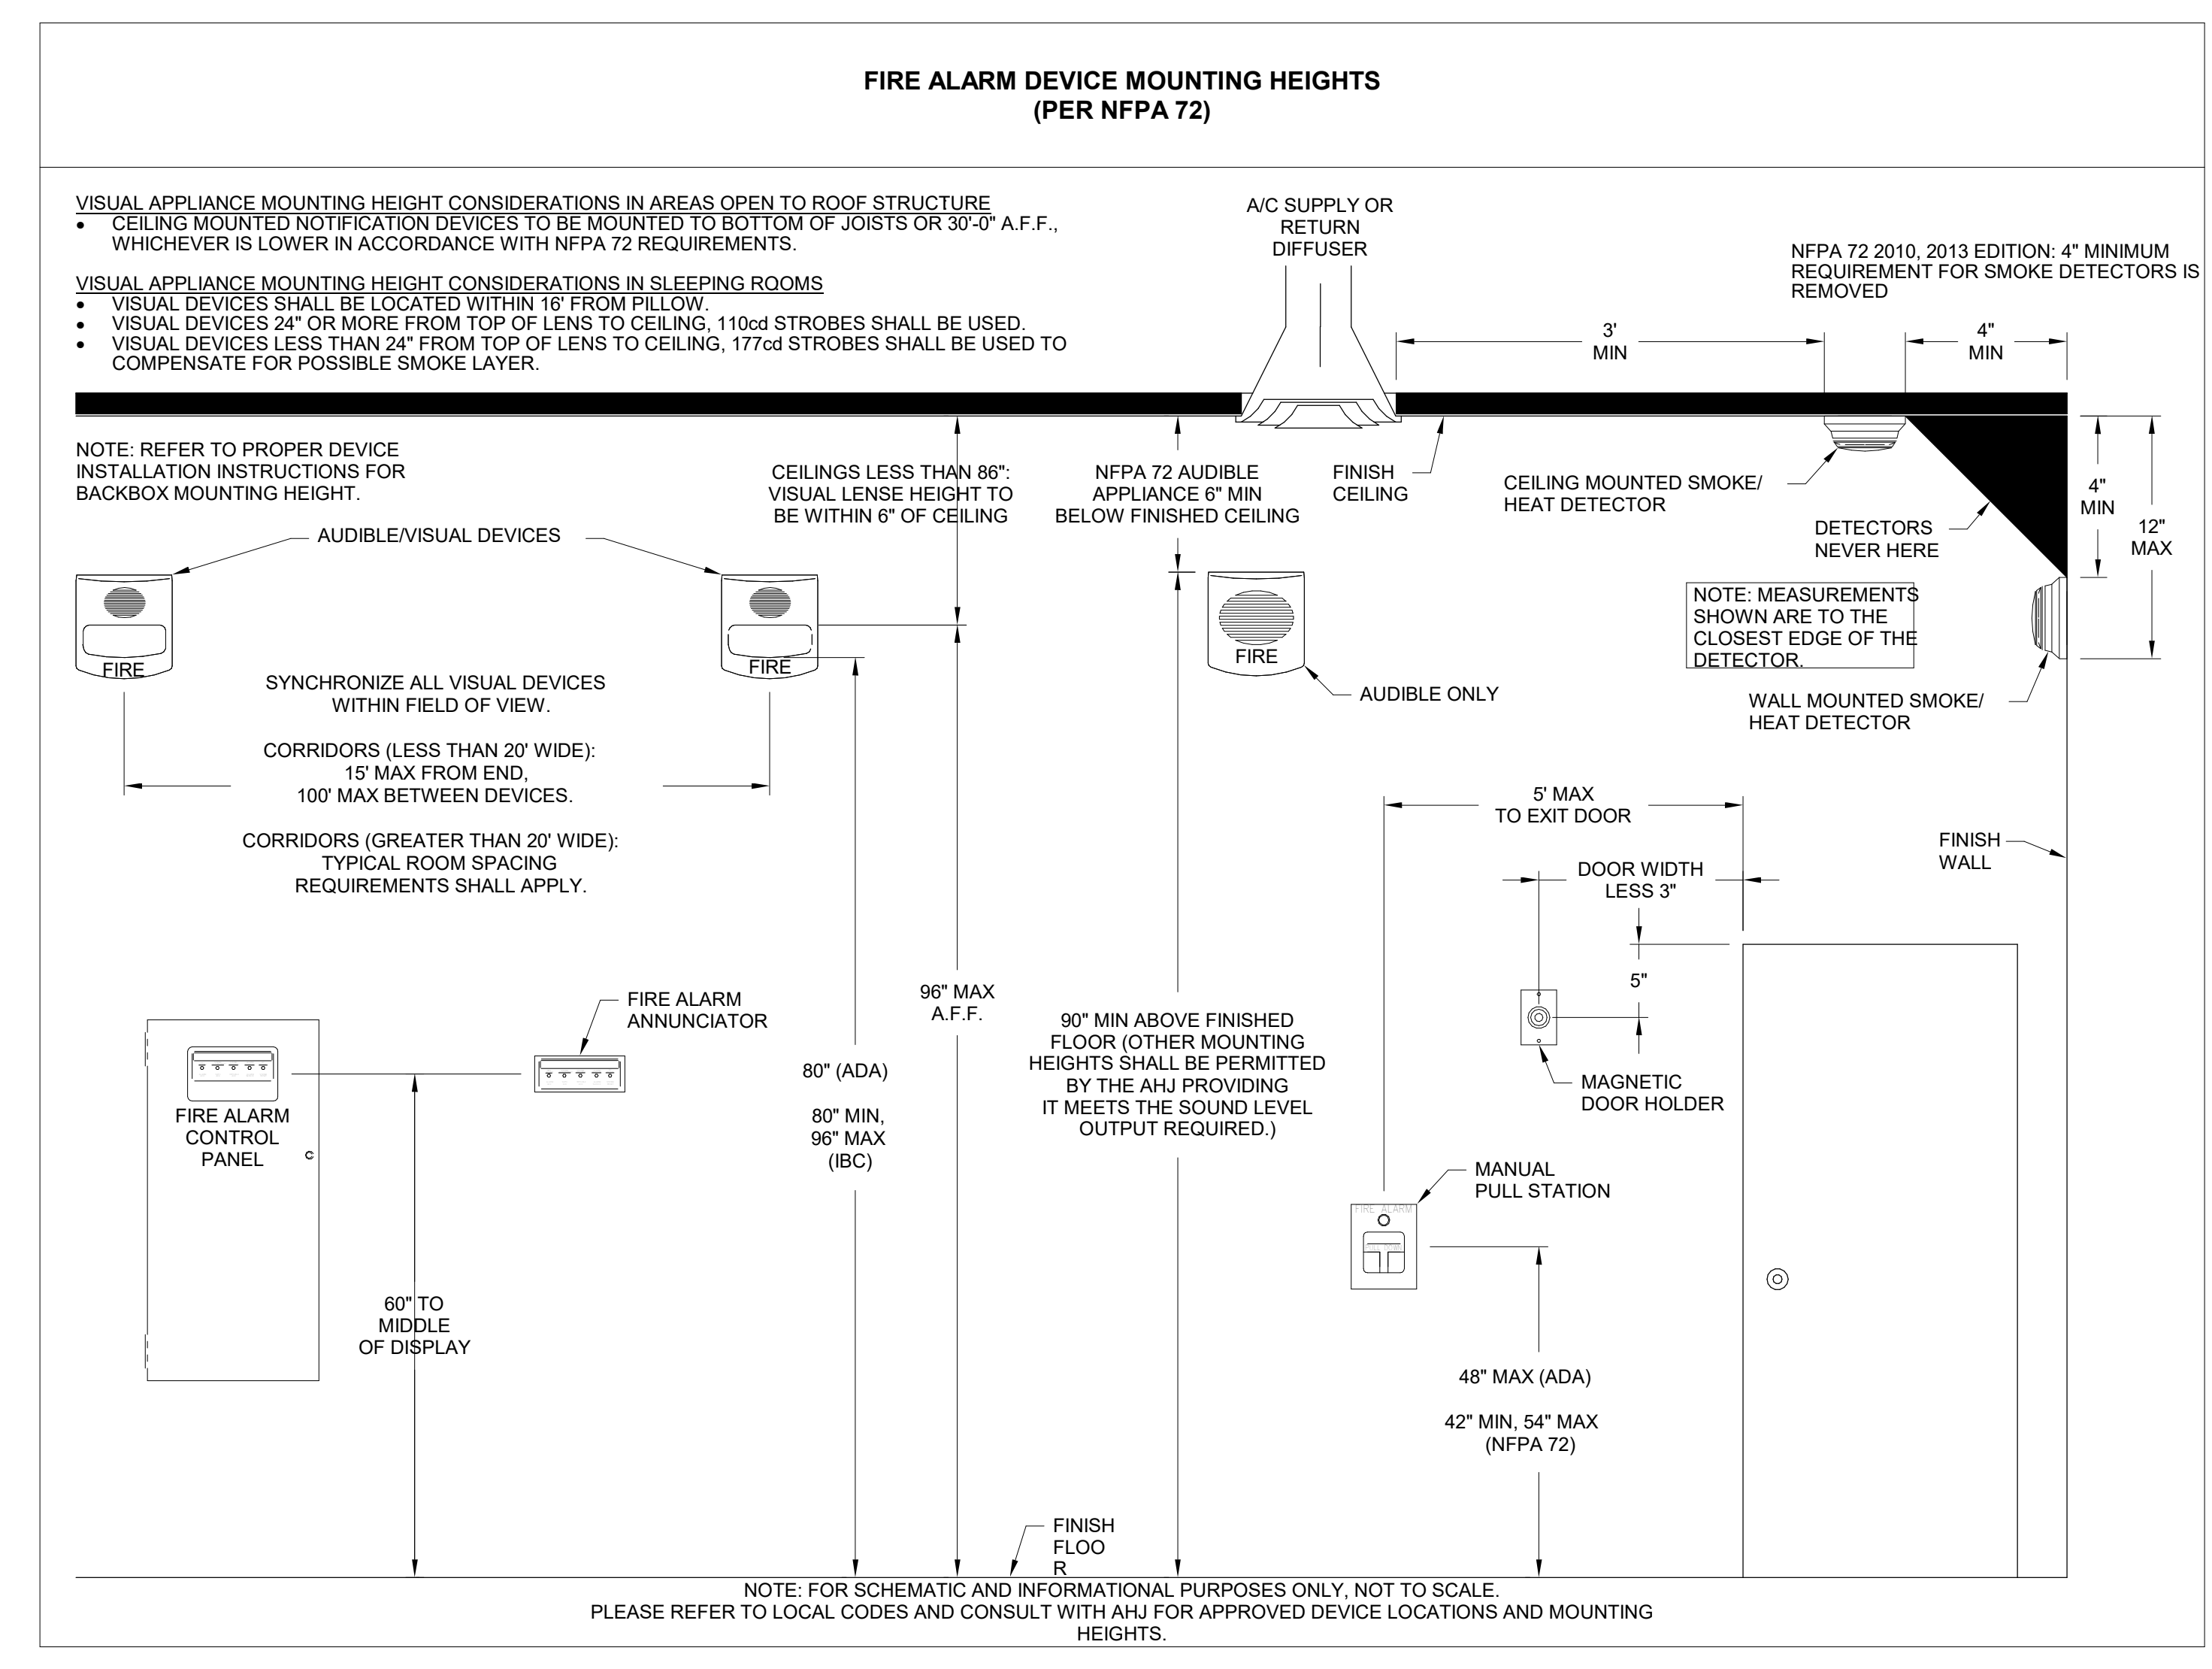 FIRE ALARM DEVICE MOUNTING HEIGHTS
(PER NFPA 72)
VISUAL APPLIANCE MOUNTING HEIGHT CONSIDERATIONS IN AREAS OPEN TO ROOF STRUCTURE
• CEILING MOUNTED NOTIFICATION DEVICES TO BE MOUNTED TO BOTTOM OF JOISTS OR 30'-0" A.F.F.,
WHICHEVER IS LOWER IN ACCORDANCE WITH NFPA 72 REQUIREMENTS.
VISUAL APPLIANCE MOUNTING HEIGHT CONSIDERATIONS IN SLEEPING ROOMS
• VISUAL DEVICES SHALL BE LOCATED WITHIN 16' FROM PILLOW.
• VISUAL DEVICES 24" OR MORE FROM TOP OF LENS TO CEILING, 110cd STROBES SHALL BE USED.
• VISUAL DEVICES LESS THAN 24" FROM TOP OF LENS TO CEILING, 177cd STROBES SHALL BE USED TO
COMPENSATE FOR POSSIBLE SMOKE LAYER.
A/C SUPPLY OR
RETURN
DIFFUSER
NFPA 72 2010, 2013 EDITION: 4" MINIMUM
REQUIREMENT FOR SMOKE DETECTORS IS
REMOVED
3'
MIN
4"
MIN
NOTE: REFER TO PROPER DEVICE
INSTALLATION INSTRUCTIONS FOR
BACKBOX MOUNTING HEIGHT.
CEILINGS LESS THAN 86":
VISUAL LENSE HEIGHT TO
BE WITHIN 6" OF CEILING
NFPA 72 AUDIBLE
APPLIANCE 6" MIN
BELOW FINISHED CEILING
FINISH
CEILING
CEILING MOUNTED SMOKE/
HEAT DETECTOR
DETECTORS
NEVER HERE
4"
MIN
12"
MAX
AUDIBLE/VISUAL DEVICES
FIRE
FIRE
FIRE
AUDIBLE ONLY
NOTE: MEASUREMENTS
SHOWN ARE TO THE
CLOSEST EDGE OF THE
DETECTOR.
WALL MOUNTED SMOKE/
HEAT DETECTOR
SYNCHRONIZE ALL VISUAL DEVICES
WITHIN FIELD OF VIEW.
CORRIDORS (LESS THAN 20' WIDE):
15' MAX FROM END,
100' MAX BETWEEN DEVICES.
CORRIDORS (GREATER THAN 20' WIDE):
TYPICAL ROOM SPACING
REQUIREMENTS SHALL APPLY.
5' MAX
TO EXIT DOOR
DOOR WIDTH
LESS 3"
FINISH
WALL
5"
MAGNETIC
DOOR HOLDER
FIRE ALARM
ANNUNCIATOR
FIRE ALARM
CONTROL
PANEL
60" TO
MIDDLE
OF DISPLAY
80" (ADA)
80" MIN,
96" MAX
(IBC)
96" MAX
A.F.F.
90" MIN ABOVE FINISHED
FLOOR (OTHER MOUNTING
HEIGHTS SHALL BE PERMITTED
BY THE AHJ PROVIDING
IT MEETS THE SOUND LEVEL
OUTPUT REQUIRED.)
MANUAL
PULL STATION
FIRE ALARM
48" MAX (ADA)
42" MIN, 54" MAX
(NFPA 72)
FINISH
FLOO
R
NOTE: FOR SCHEMATIC AND INFORMATIONAL PURPOSES ONLY, NOT TO SCALE.
PLEASE REFER TO LOCAL CODES AND CONSULT WITH AHJ FOR APPROVED DEVICE LOCATIONS AND MOUNTING
HEIGHTS.